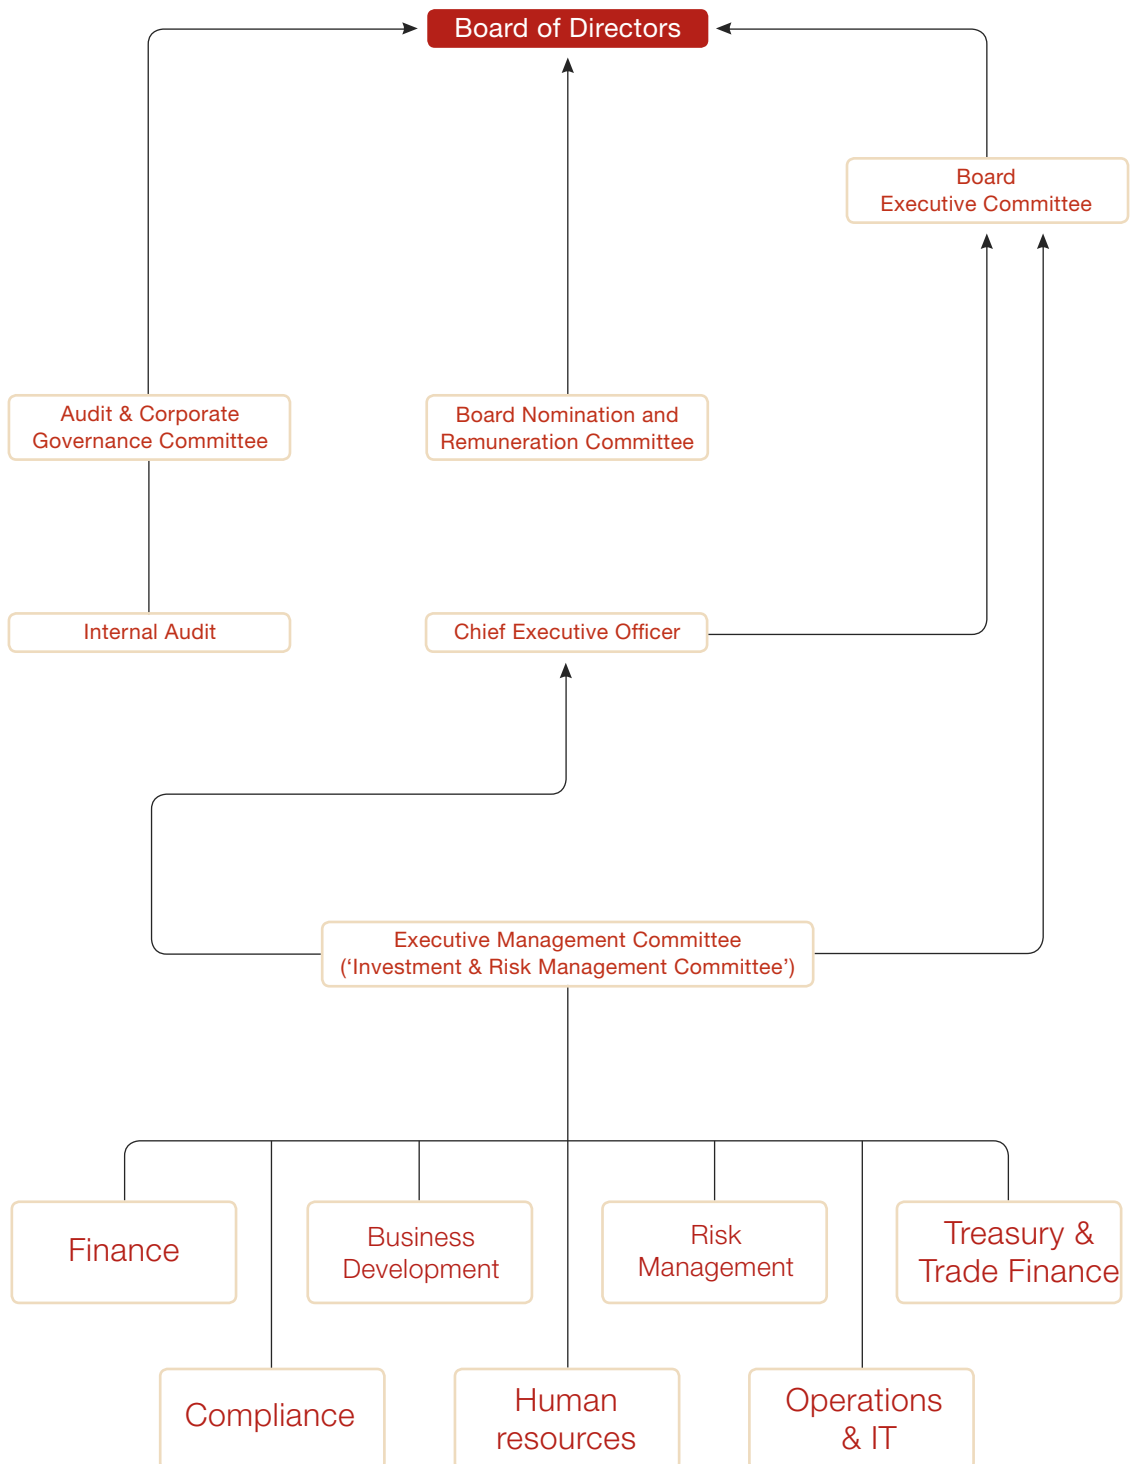 Board of Directors
Board
Executive Committee
Audit & Corporate
Governance Committee
Board Nomination and
Remuneration Committee
Internal Audit
Chief Executive Officer
Executive Management Committee
(‘Investment & Risk Management Committee’)
Finance
Business
Development
Risk
Management
Treasury &
Trade Finance
Compliance
Human
resources
Operations
& IT